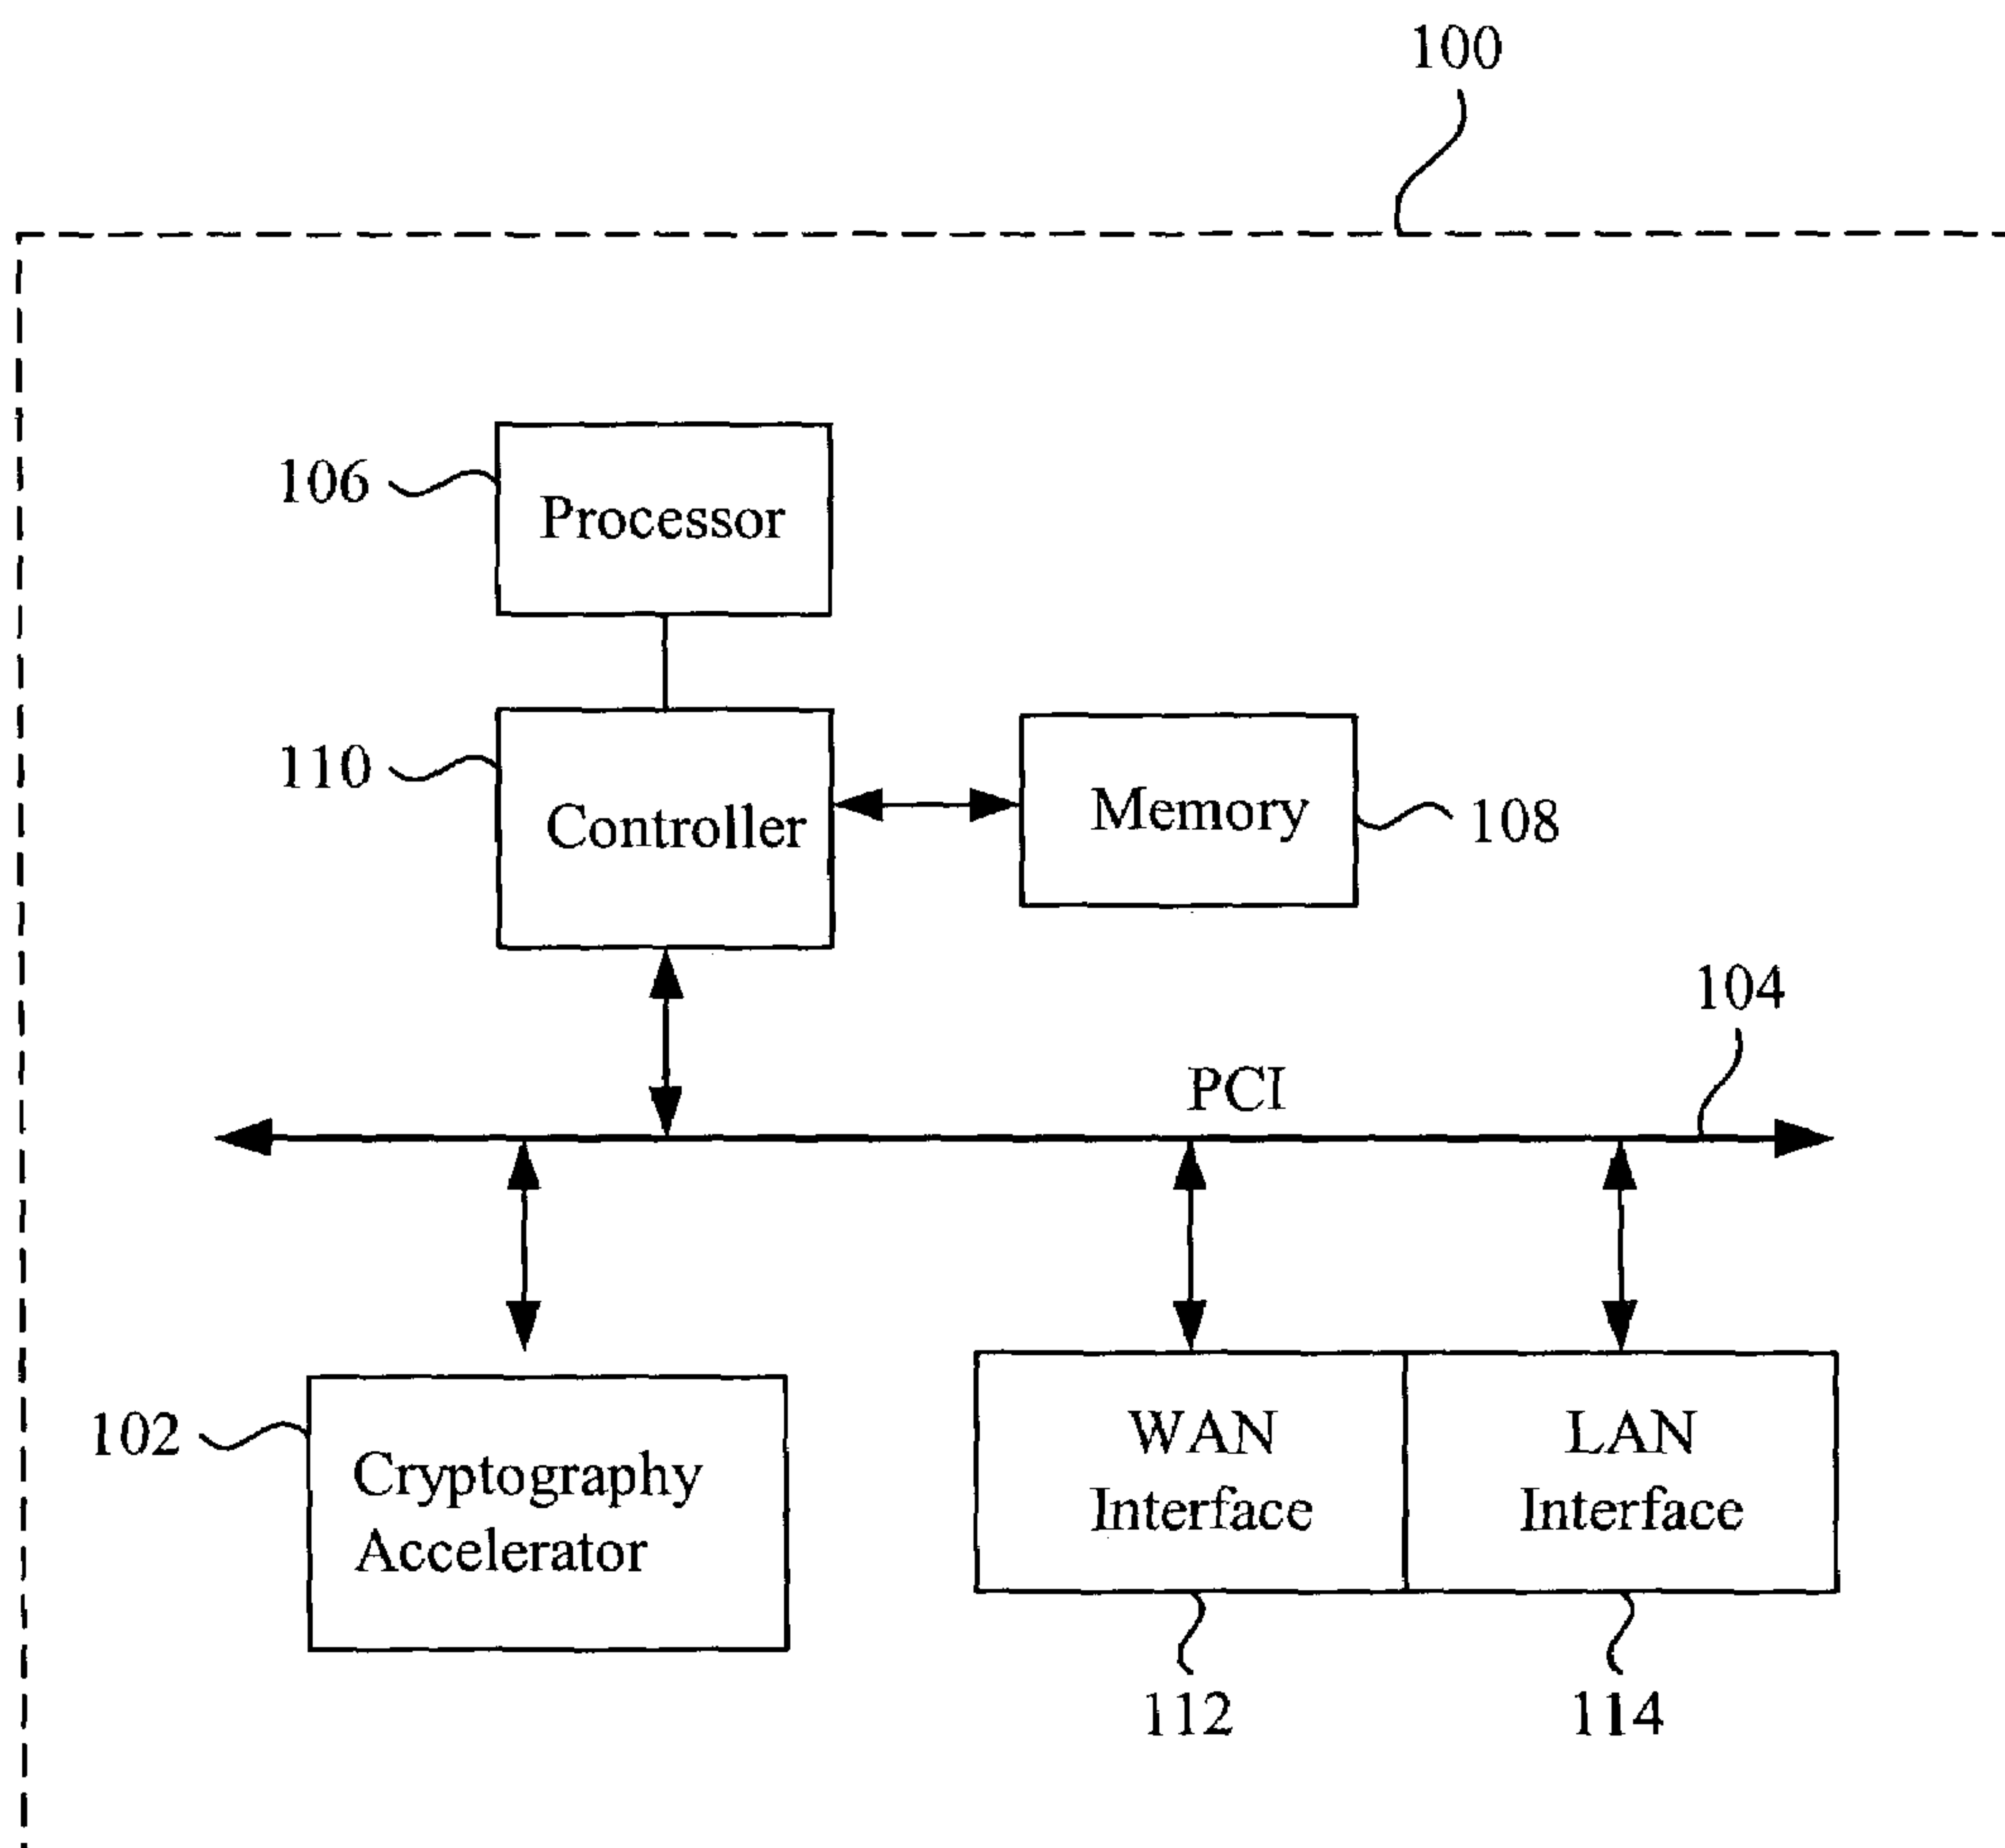 100
106
Processor
110
Controller
Memory
108
104
PCI
102
Cryptography
Accelerator
WAN
Interface
LAN
Interface
112
114